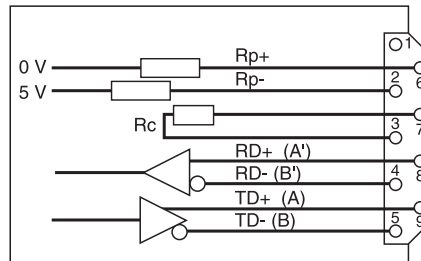 1
0 V
Rp+
6
5 V
Rp-
2
7
Rc
3
RD+ (A')
8
RD- (B')
4
TD+ (A)
9
TD- (B)
5